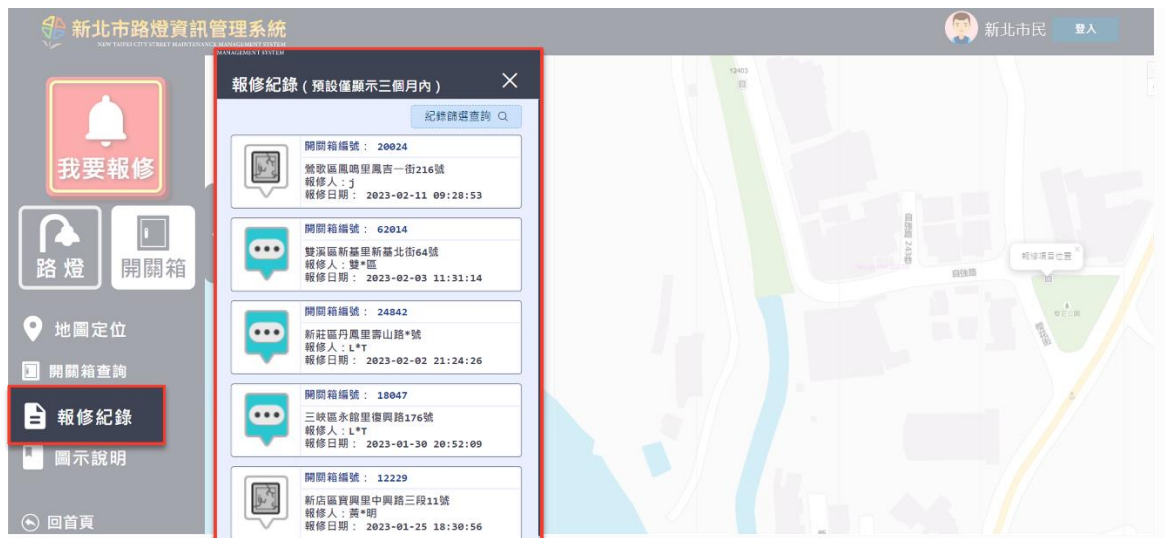 新北市路燈資訊管理系統
NEW TAIPEI CITY STREET MAINTENANCE MANAGEMENT SYSTEM
新北市民
登入
我要報修
路燈
開關箱
地圖定位
開關箱查詢
報修紀錄
圖示說明
回首頁
MANAGEMENT SYSTEM
報修紀錄(預設僅顯示三個月內)
紀錄篩選查詢
開關箱編號: 20024
鶯歌區鳳鳴里鳳吉一街216號
報修人:j
報修日期: 2023-02-11 09:28:53
開關箱編號: 62014
雙溪區新基里新基北街64號
報修人:雙*區
報修日期: 2023-02-03 11:31:14
開關箱編號: 24842
新莊區丹鳳里壽山路*號
報修人:L*T
報修日期: 2023-02-02 21:24:26
開關箱編號: 18047
三峽區永館里復興路176號
報修人:L*T
報修日期: 2023-01-30 20:52:09
開關箱編號: 12229
新店區寶興里中興路三段11號
報修人:黃*明
報修日期: 2023-01-25 18:30:56
12403
自強路 243巷
自強路
報修項目位置